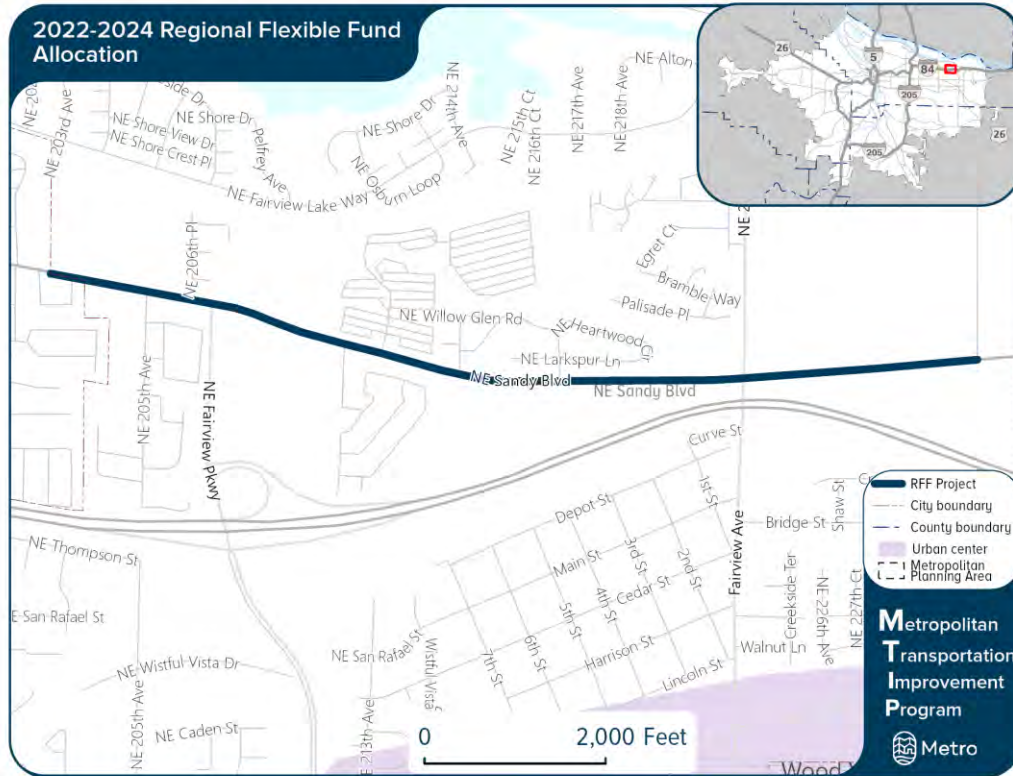 2022-2024 Regional Flexible Fund
Allocation
26
5
84
205
26
205
NE 203rd Ave
NE Shore Dr
NE Shore View Dr
NE Shore Crest Pl
Pelfrey Ave
NE Fairview Lake Way
NE Shore Dr
NE 214th Ave
NE Osburn Loop
NE 215th Ct
NE 216th Ct
NE 217th Ave
NE 218th Ave
NE Alton
NE 206th Pl
Egret Ct
Bramble Way
Palisade Pl
NE Willow Glen Rd
NE Heartwood Cir
NE Larkspur Ln
NE Sandy Blvd
NE Sandy Blvd
NE 205th Ave
NE Fairview Pkwy
Curve St
1st St
Depot St
Main St
3rd St
2nd St
Cedar St
4th St
5th St
6th St
7th St
Harrison St
Lincoln St
Fairview Ave
Bridge St
Shaw St
Creekside Ter
NE 226th Ave
NE 227th Ct
Walnut Ln
NE Thompson St
E San Rafael St
NE Wistful Vista Dr
NE 205th Ave
NE Caden St
NE San Rafael St
Wistful Vista
NE 213th Ave
RFF Project
City boundary
County boundary
Urban center
Metropolitan
Planning Area
Metropolitan
Transportation
Improvement
Program
Metro
0 2,000 Feet
Wood